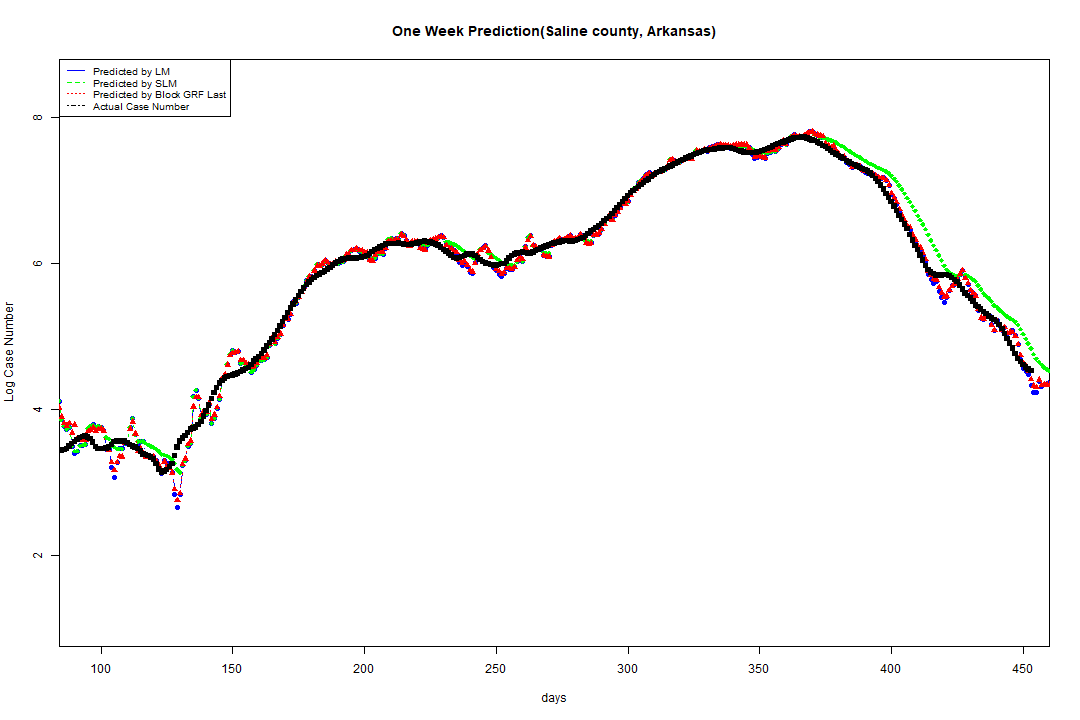 One Week Prediction(Saline county, Arkansas)
Predicted by LM
Predicted by SLM
Predicted by Block GRF Last
Actual Case Number
8
6
4
2
Log Case Number
100 150 200 250 300 350 400 450
days